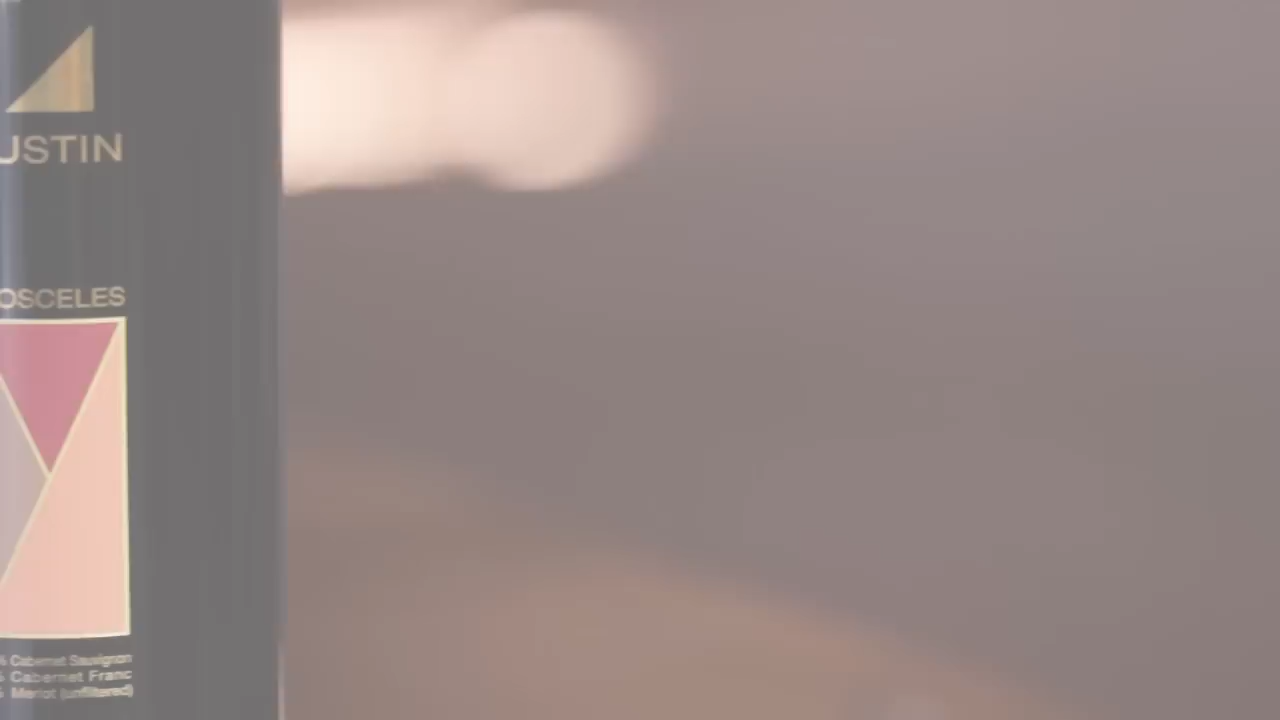 USTIN
OSCELES
% Cabernet Sauvignon
% Cabernet Franc
% Merlot (unfiltered)